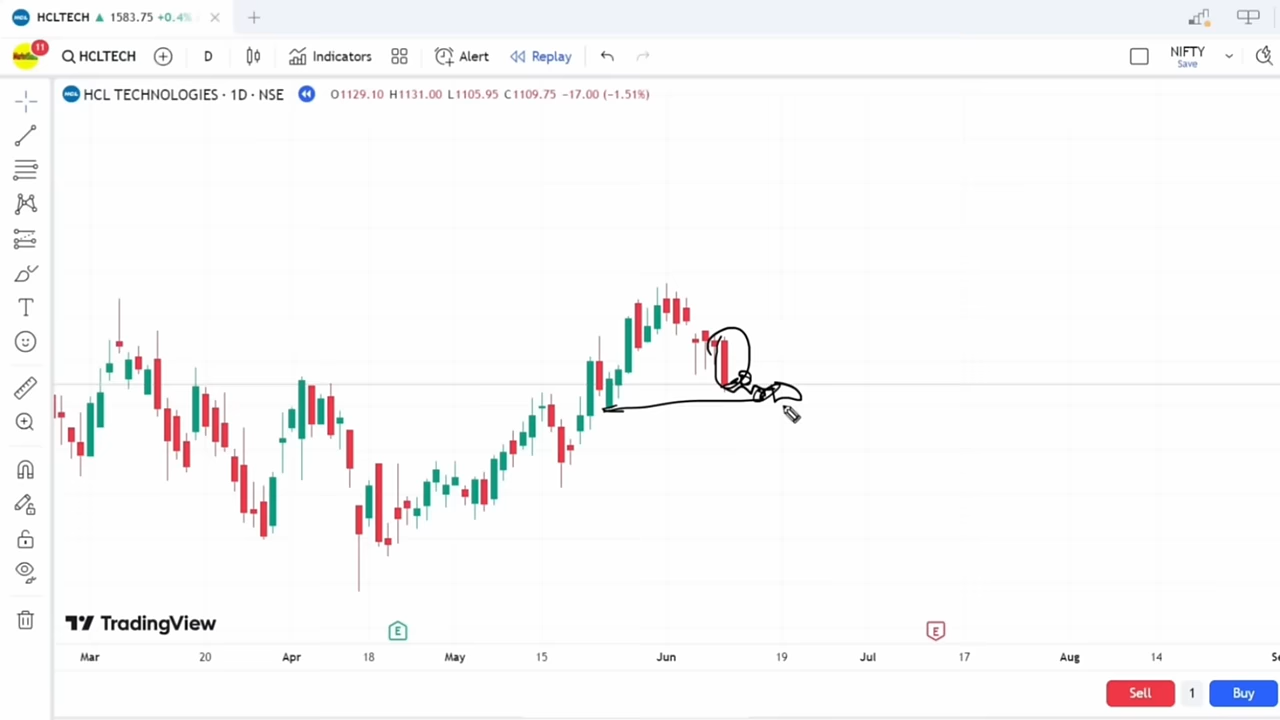 HCLTECH ▲ 1583.75 +0.4%
11
HCLTECH D Indicators Alert Replay NIFTY
Save
HCL HCL TECHNOLOGIES · 1D · NSE O1129.10 H1131.00 L1105.95 C1109.75 −17.00 (−1.51%)
TradingView
E E
Mar 20 Apr 18 May 15 Jun 19 Jul 17 Aug 14
Sell 1 Buy